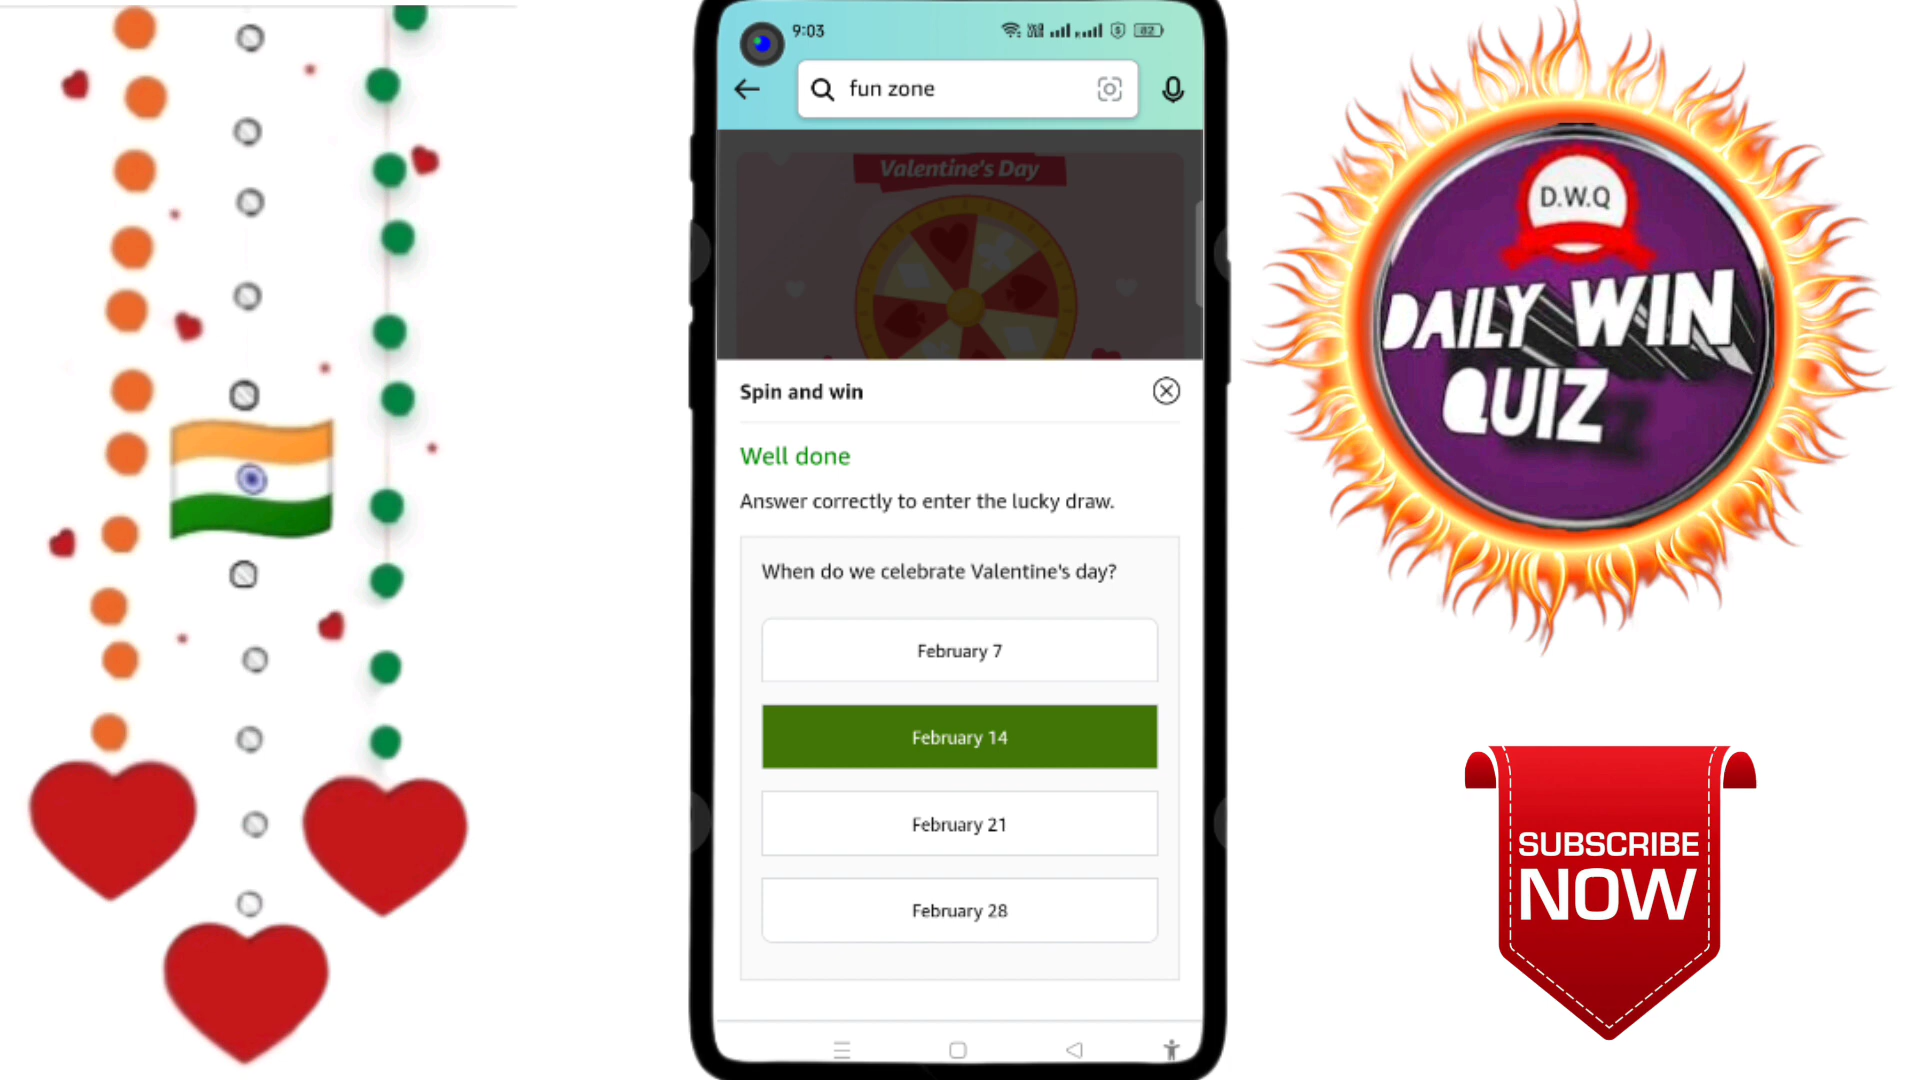 9:03
82
fun zone
Valentine's Day
Spin and win
Well done
Answer correctly to enter the lucky draw.
When do we celebrate Valentine's day?
February 7
February 14
February 21
February 28
D.W.Q
DAILY WIN
QUIZ
SUBSCRIBE
NOW